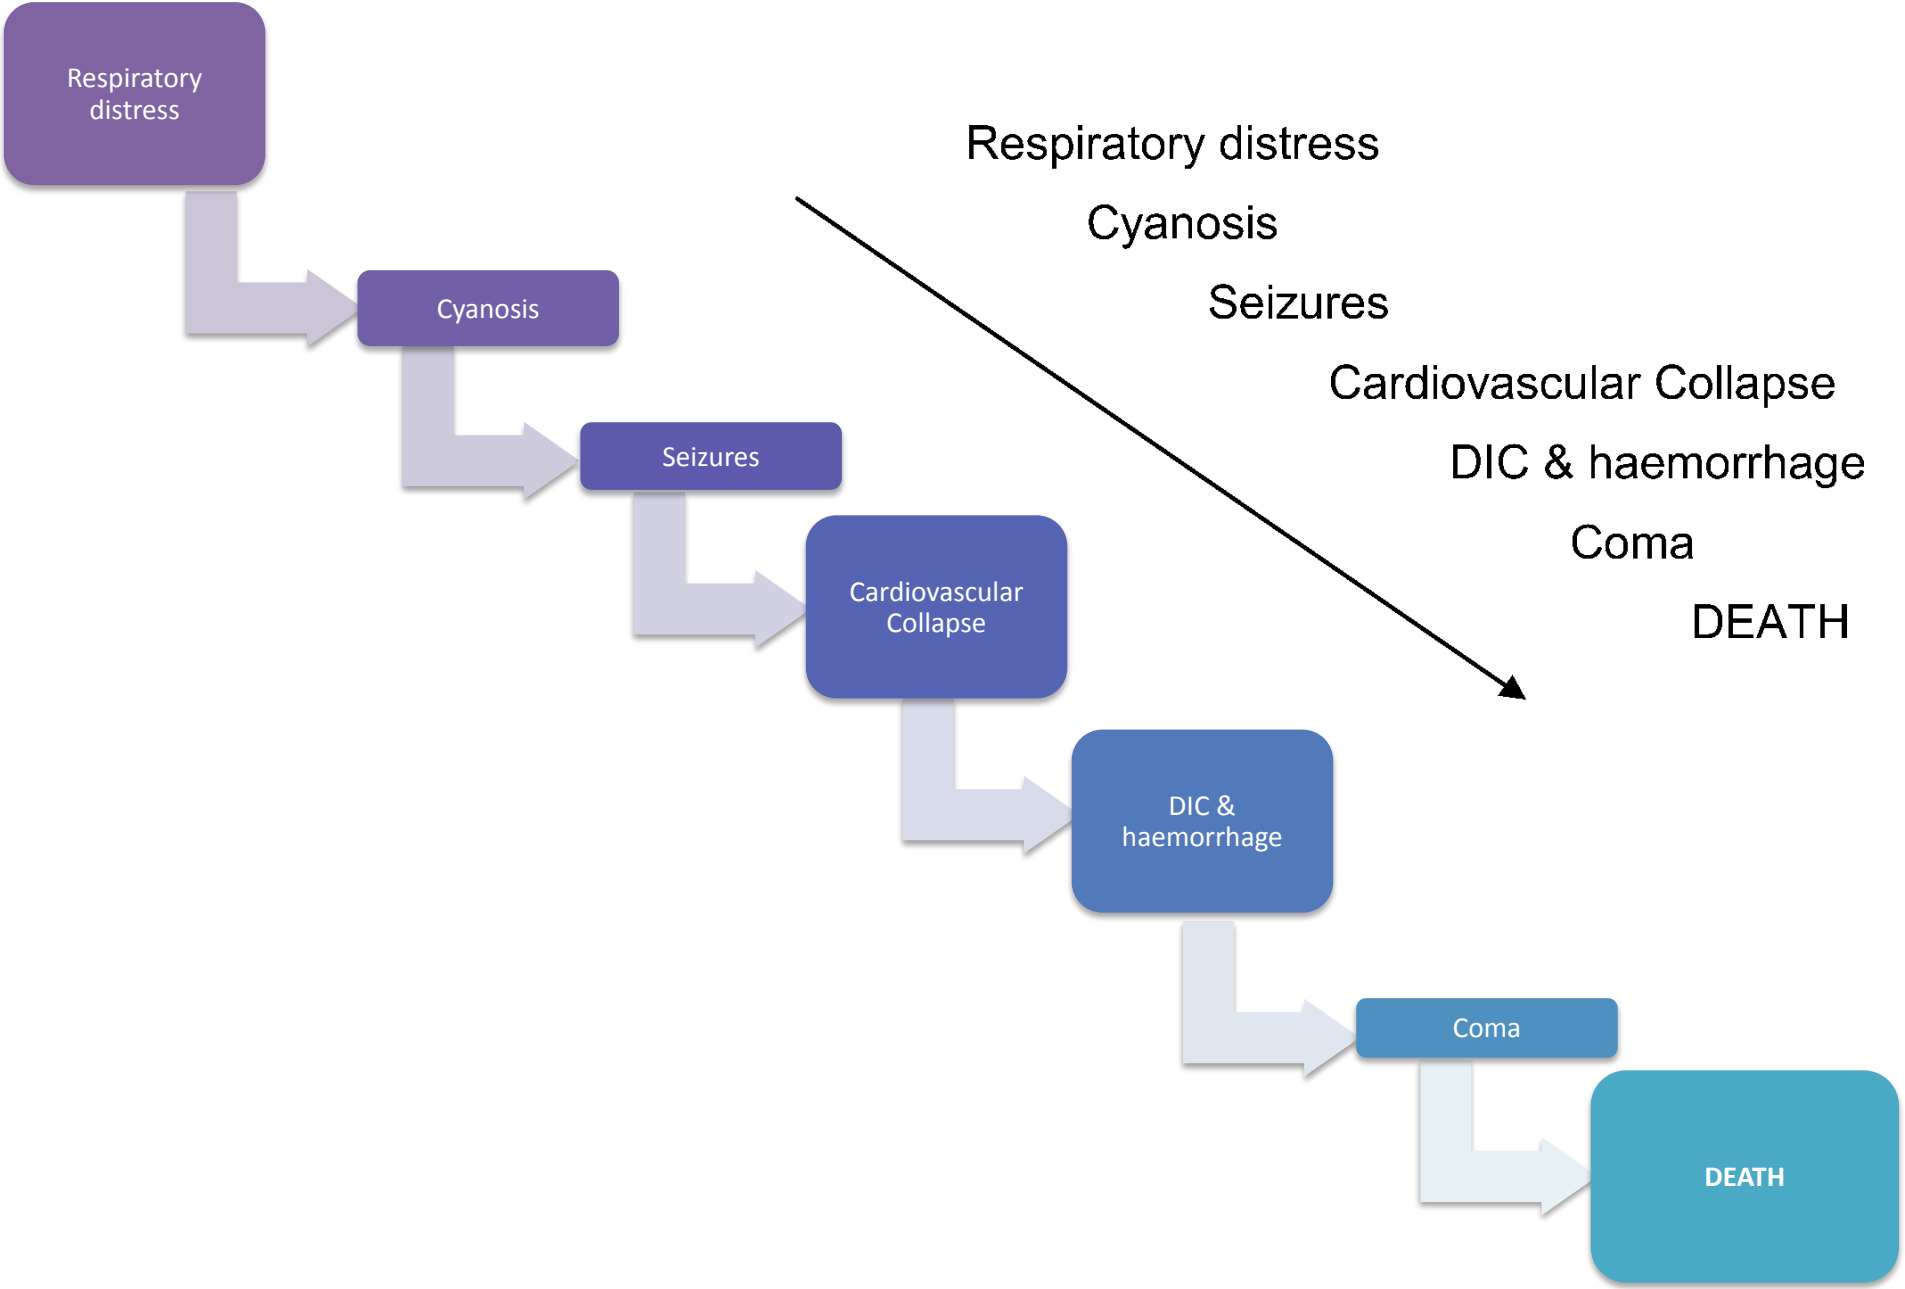 Respiratory
distress
Cyanosis
Seizures
Cardiovascular
Collapse
DIC &
haemorrhage
Coma
DEATH
Respiratory distress
Cyanosis
Seizures
Cardiovascular Collapse
DIC & haemorrhage
Coma
DEATH